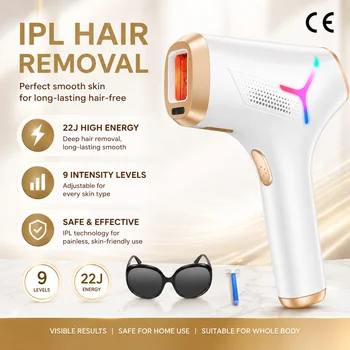 CE
IPL HAIR
REMOVAL
Perfect smooth skin
for long-lasting hair-free
22J HIGH ENERGY
Deep hair removal,
long-lasting smooth
9 INTENSITY LEVELS
Adjustable for
every skin type
SAFE & EFFECTIVE
IPL technology for
painless, skin-friendly use
9
LEVELS
22J
ENERGY
VISIBLE RESULTS | SAFE FOR HOME USE | SUITABLE FOR WHOLE BODY